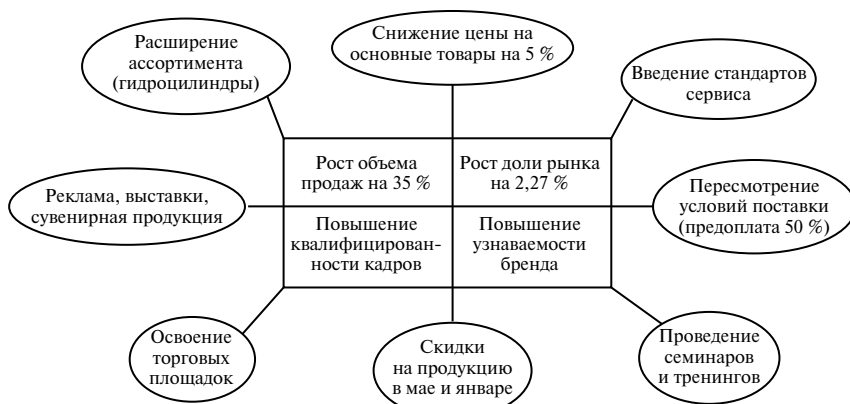 Снижение цены на
основные товары на 5 %
Расширение
ассортимента
(гидроцилиндры)
Введение стандартов
сервиса
Рост объема
продаж на 35 %
Рост доли рынка
на 2,27 %
Реклама, выставки,
сувенирная продукция
Пересмотрение
условий поставки
(предоплата 50 %)
Повышение
квалифицирован-
ности кадров
Повышение
узнаваемости
бренда
Освоение
торговых
площадок
Скидки
на продукцию
в мае и январе
Проведение
семинаров
и тренингов